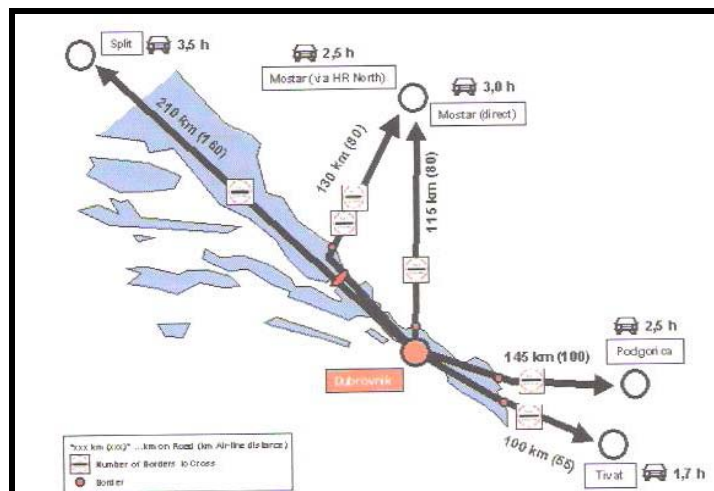 Split
3,5 h
2,5 h
Mostar (via HR North)
3,0 h
Mostar (direct)
210 km (160)
130 km (80)
115 km (80)
2,5 h
145 km (100)
Podgorica
Dubrovnik
100 km (55)
Tivat
1,7 h
"xxx km (xxx)" ...km on Road (km Air-line distance)
Number of Borders to Cross
Border